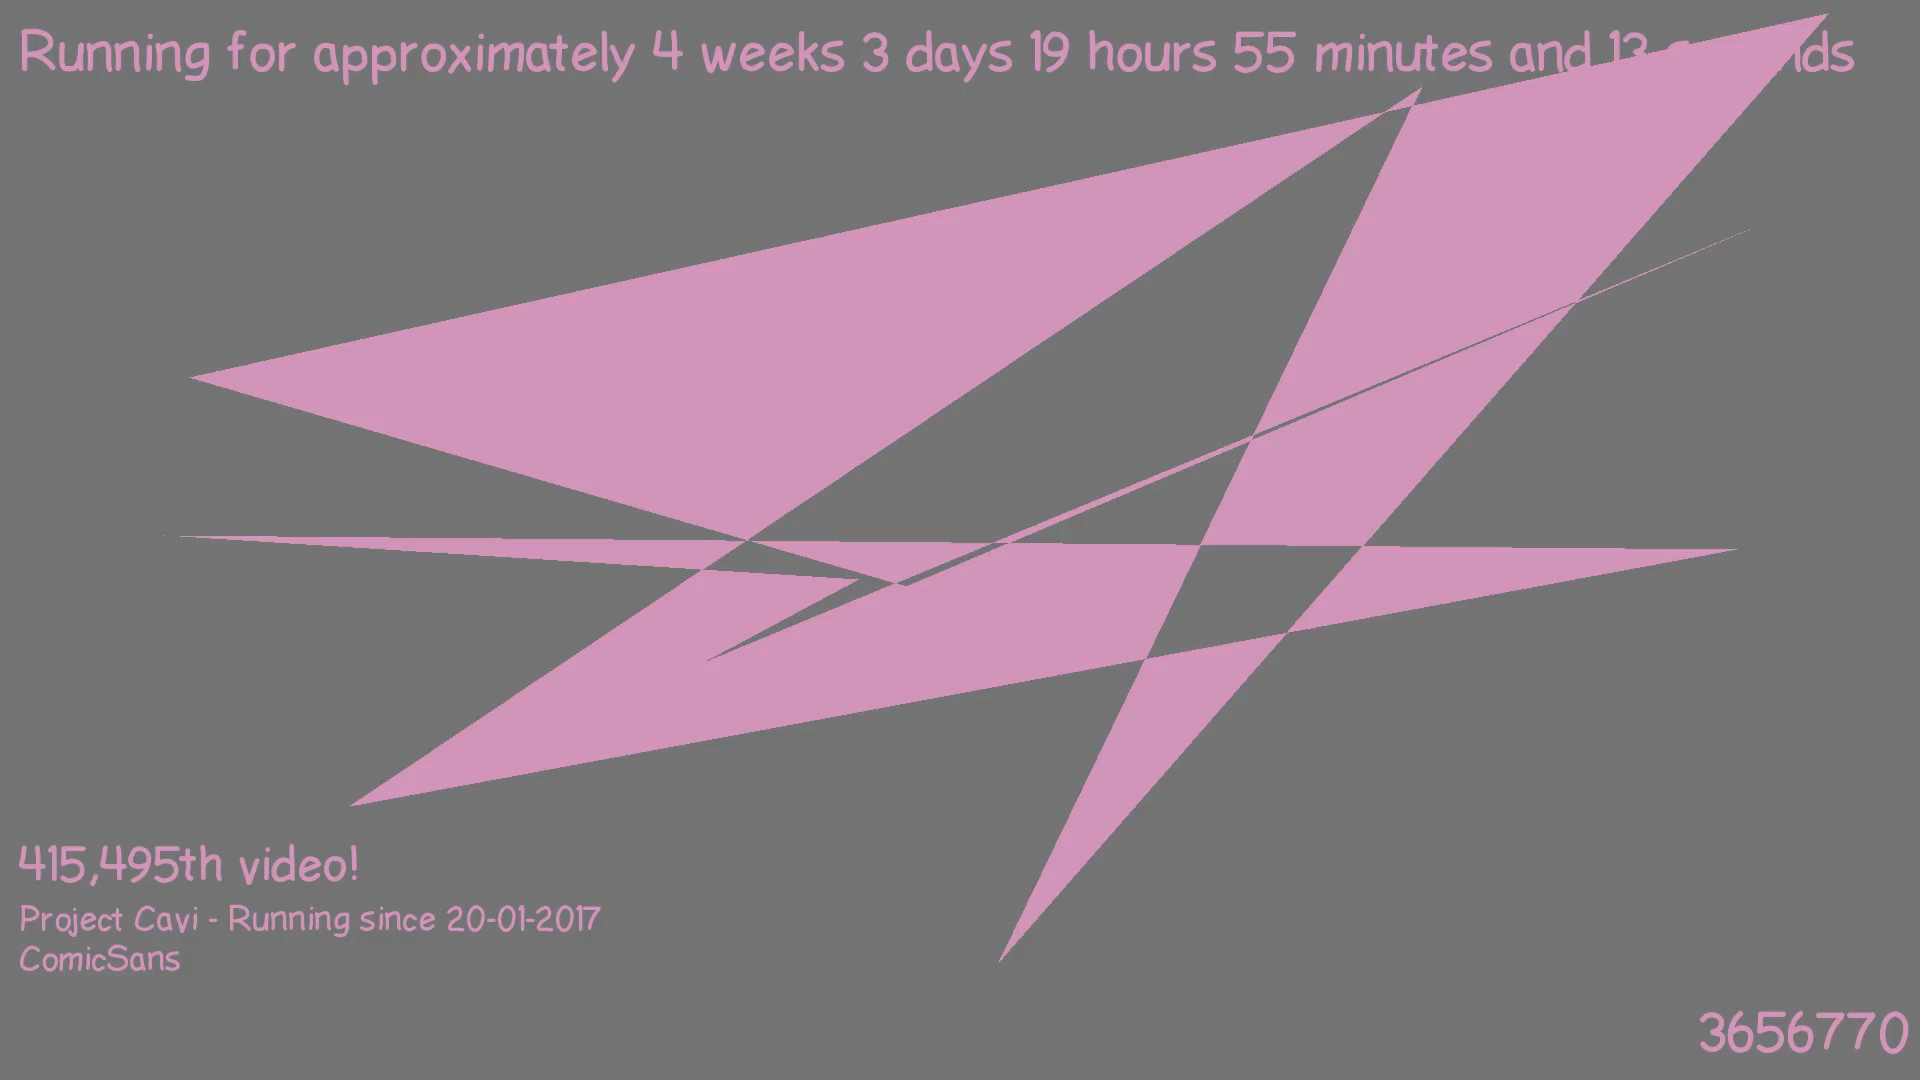 Running for approximately 4 weeks 3 days 19 hours 55 minutes and 13
415,495th video!
Project Cavi - Running since 20-01-2017
ComicSans
3656770